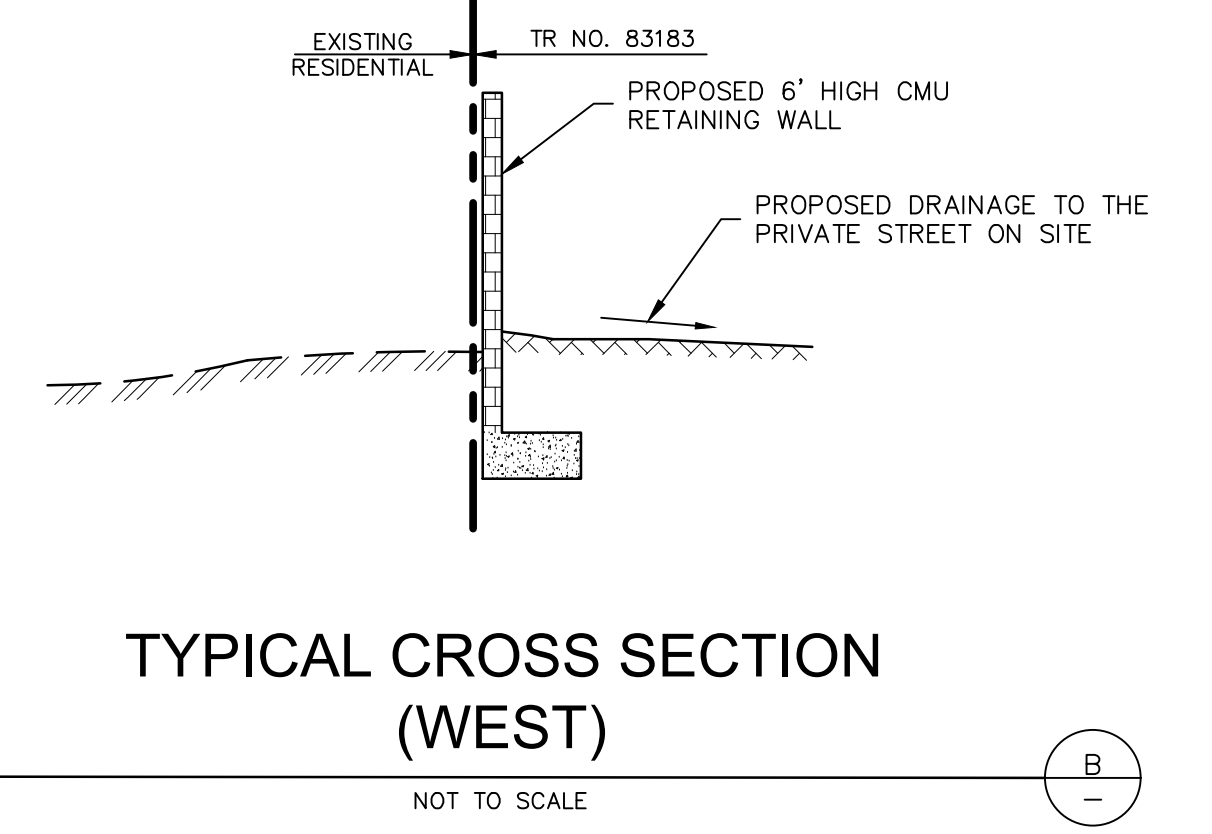 EXISTING
RESIDENTIAL
TR NO. 83183
PROPOSED 6' HIGH CMU
RETAINING WALL
PROPOSED DRAINAGE TO THE
PRIVATE STREET ON SITE
TYPICAL CROSS SECTION
(WEST)
NOT TO SCALE
B
–